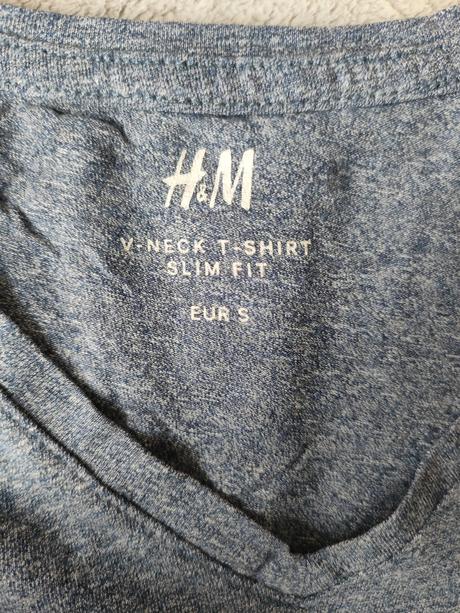 H&M
V-NECK T-SHIRT
SLIM FIT
EUR S